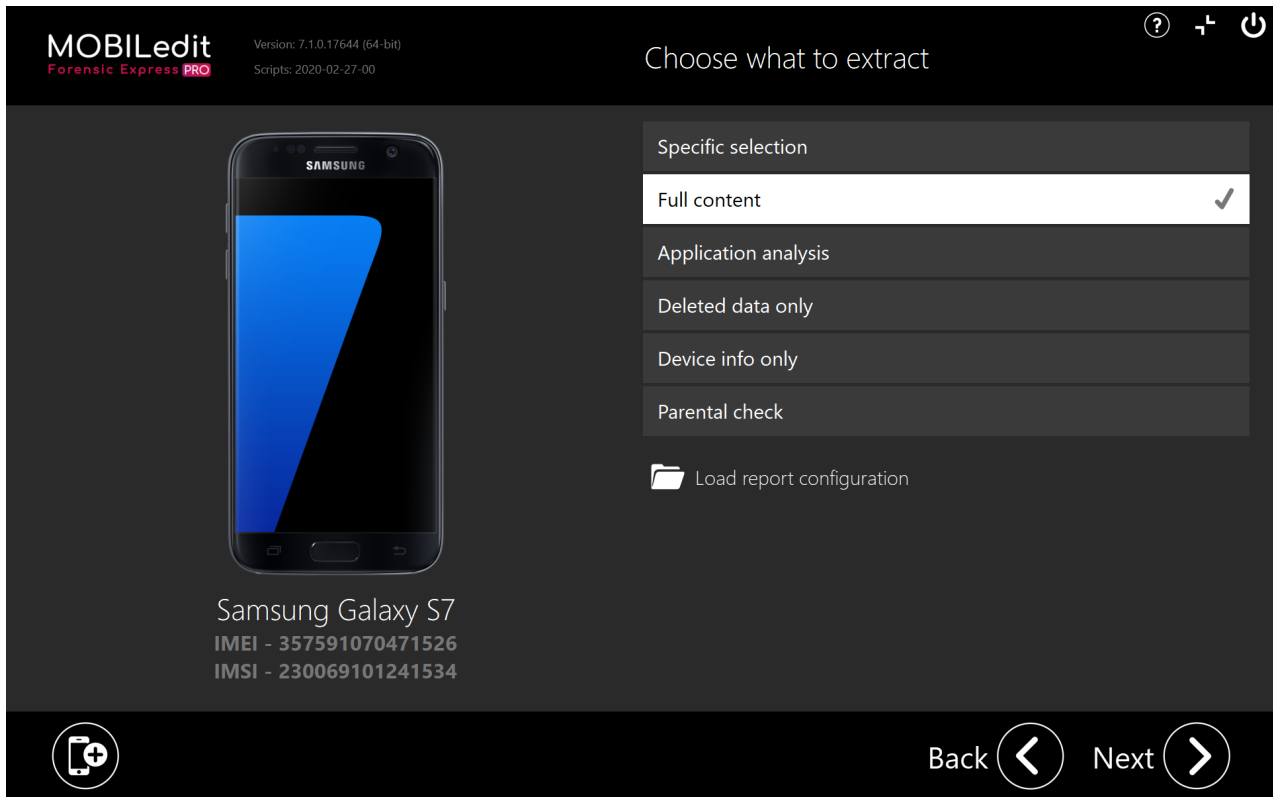 MOBILedit
Forensic Express PRO
Version: 7.1.0.17644 (64-bit)
Scripts: 2020-02-27-00
Choose what to extract
?
SAMSUNG
Samsung Galaxy S7
IMEI - 357591070471526
IMSI - 230069101241534
Specific selection
Full content
Application analysis
Deleted data only
Device info only
Parental check
Load report configuration
Back
Next